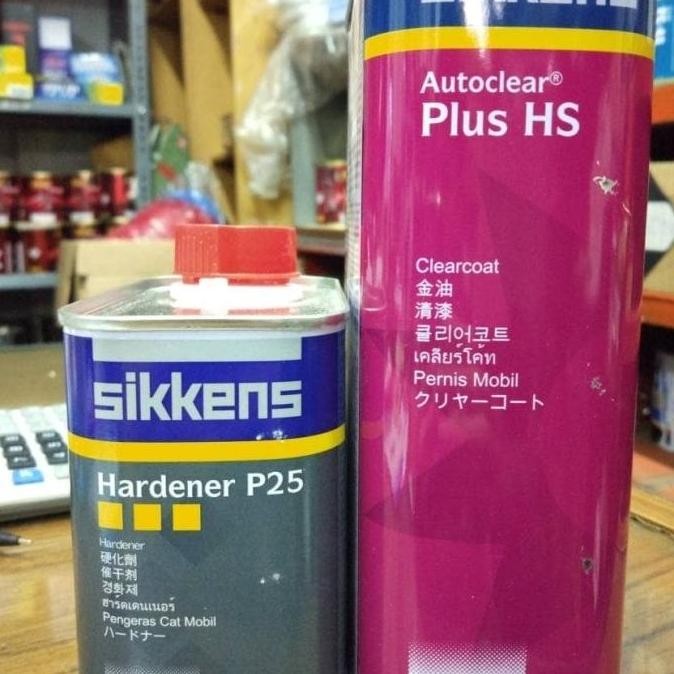 sikkens
Hardener P25
Hardener
硬化劑
催干剂
경화제
ฮาร์ดเดนเนอร์
Pengeras Cat Mobil
ハードナー
sikkens
Autoclear®
Plus HS
Clearcoat
金油
清漆
클리어코트
เคลียร์โค้ท
Pernis Mobil
クリヤーコート